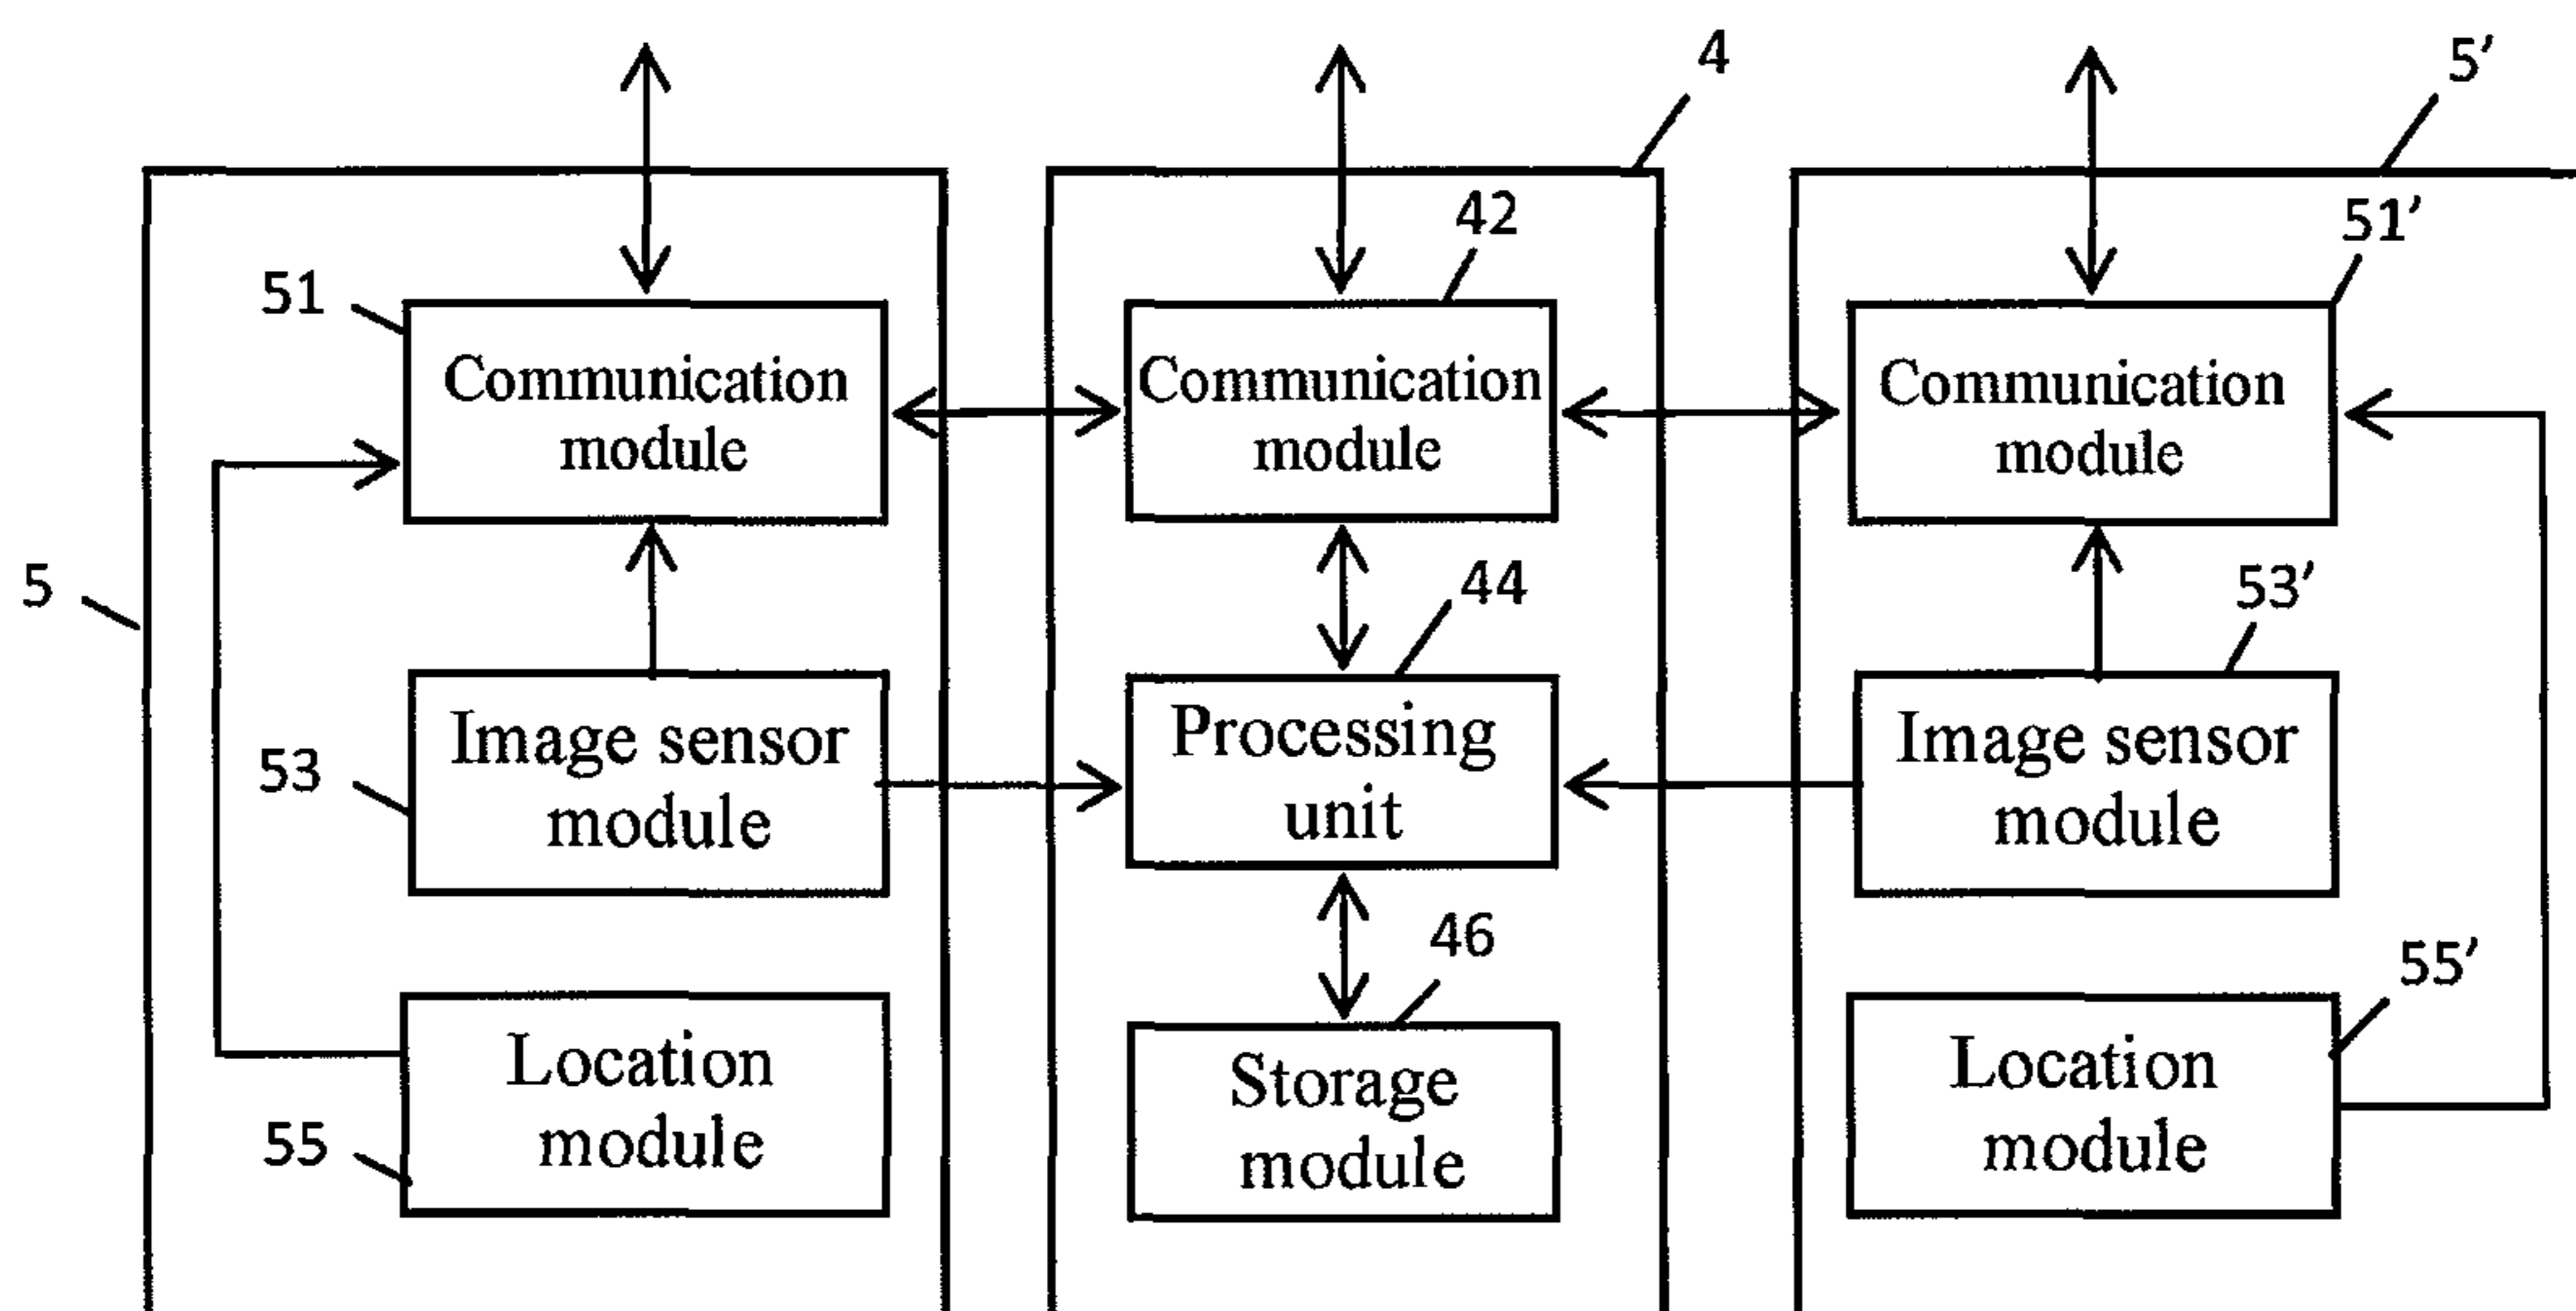 4
5′
42
51′
51
Communication
module
Communication
module
Communication
module
5
44
53′
53
Image sensor
module
Processing
unit
Image sensor
module
46
55′
55
Location
module
Storage
module
Location
module